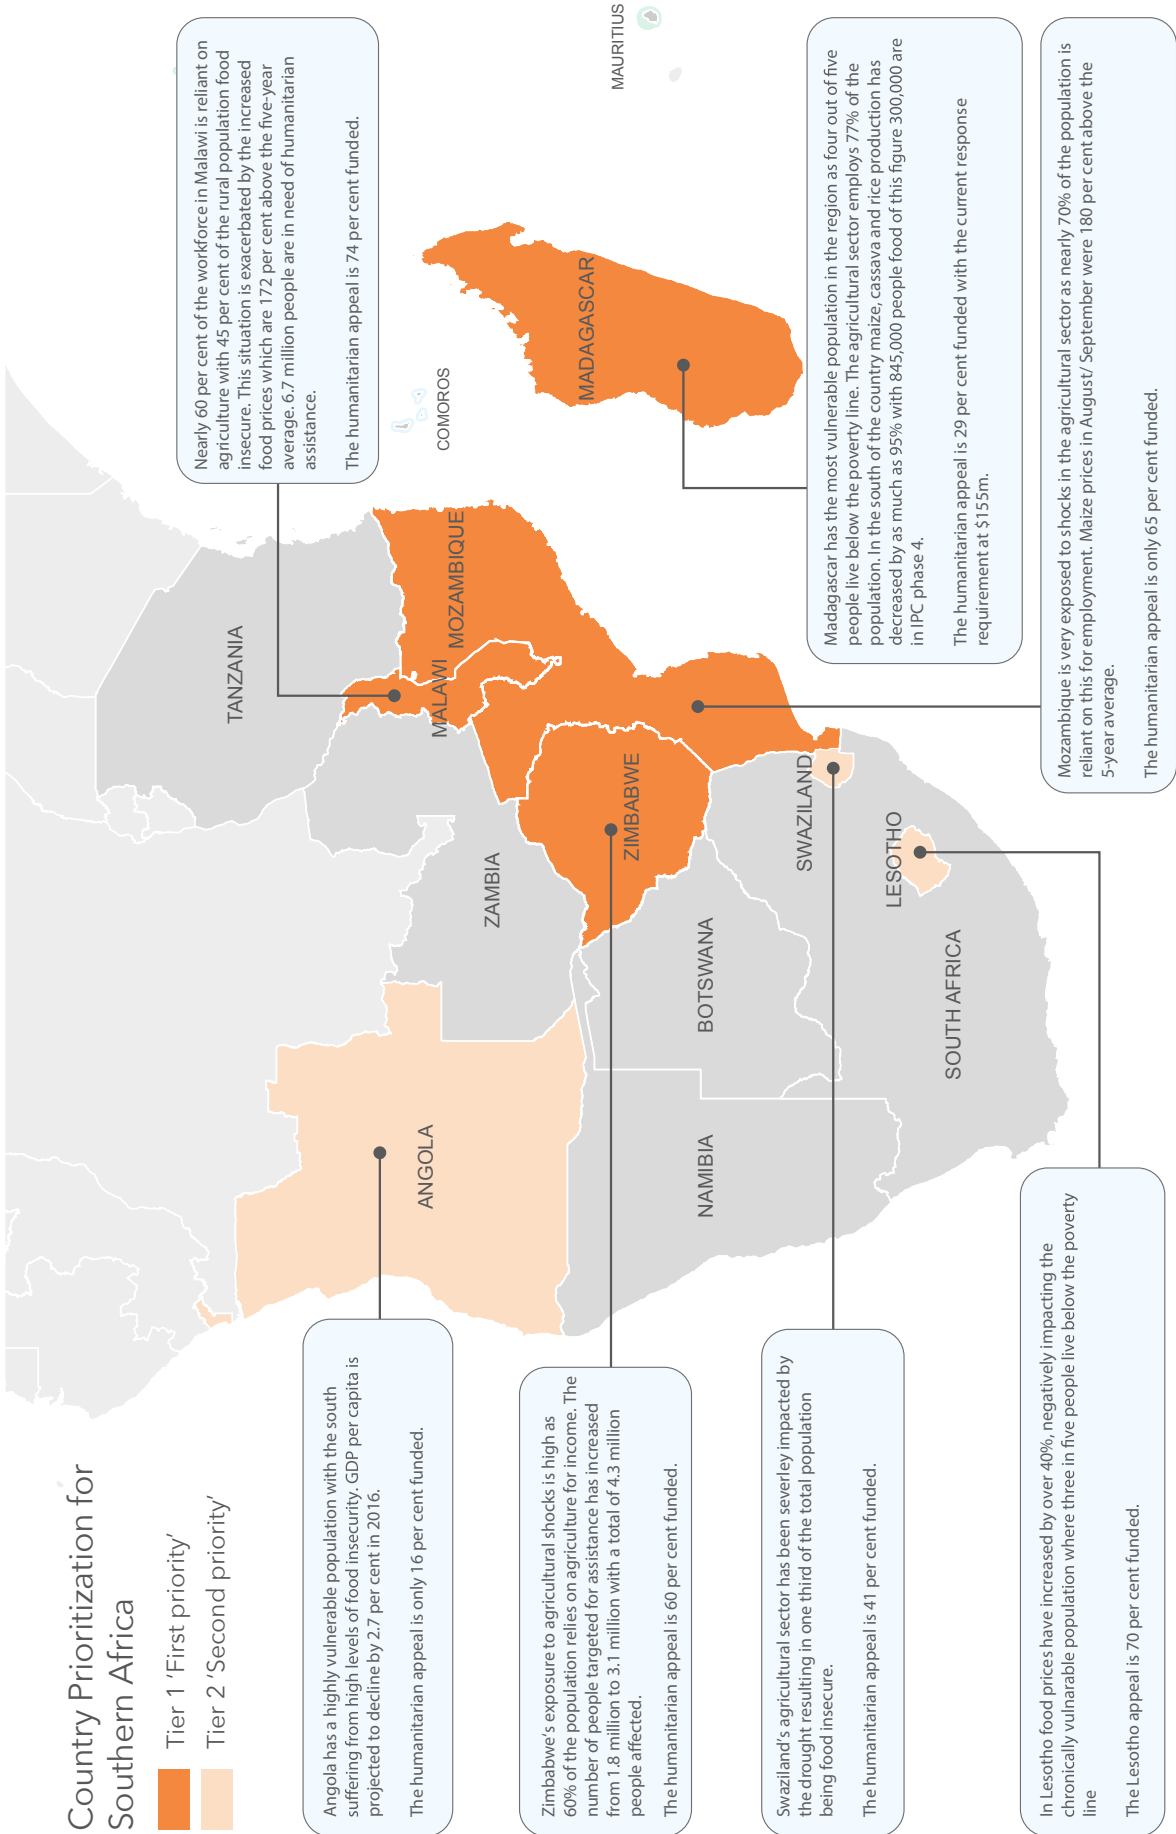 Country Prioritization for
Southern Africa
Tier 1 ‘First priority’
Tier 2 ‘Second priority’
Angola has a highly vulnerable population with the south
suffering from high levels of food insecurity. GDP per capita is
projected to decline by 2.7 per cent in 2016.
The humanitarian appeal is only 16 per cent funded.
Zimbabwe’s exposure to agricultural shocks is high as
60% of the population relies on agriculture for income. The
number of people targeted for assistance has increased
from 1.8 million to 3.1 million with a total of 4.3 million
people affected.
The humanitarian appeal is 60 per cent funded.
Swaziland’s agricultural sector has been severley impacted by
the drought resulting in one third of the total population
being food insecure.
The humanitarian appeal is 41 per cent funded.
In Lesotho food prices have increased by over 40%, negatively impacting the
chronically vulnarable population where three in five people live below the poverty
line
The Lesotho appeal is 70 per cent funded.
ANGOLA
NAMIBIA
ZAMBIA
BOTSWANA
SOUTH AFRICA
TANZANIA
MALAWI
MOZAMBIQUE
ZIMBABWE
SWAZILAND
LESOTHO
COMOROS
MADAGASCAR
MAURITIUS
Nearly 60 per cent of the workforce in Malawi is reliant on
agriculture with 45 per cent of the rural population food
insecure. This situation is exacerbated by the increased
food prices which are 172 per cent above the five-year
average. 6.7 million people are in need of humanitarian
assistance.
The humanitarian appeal is 74 per cent funded.
Madagascar has the most vulnerable population in the region as four out of five
people live below the poverty line. The agricultural sector employs 77% of the
population. In the south of the country maize, cassava and rice production has
decreased by as much as 95% with 845,000 people food of this figure 300,000 are
in IPC phase 4.
The humanitarian appeal is 29 per cent funded with the current response
requirement at $155m.
Mozambique is very exposed to shocks in the agricultural sector as nearly 70% of the population is
reliant on this for employment. Maize prices in August/ September were 180 per cent above the
5-year average.
The humanitarian appeal is only 65 per cent funded.